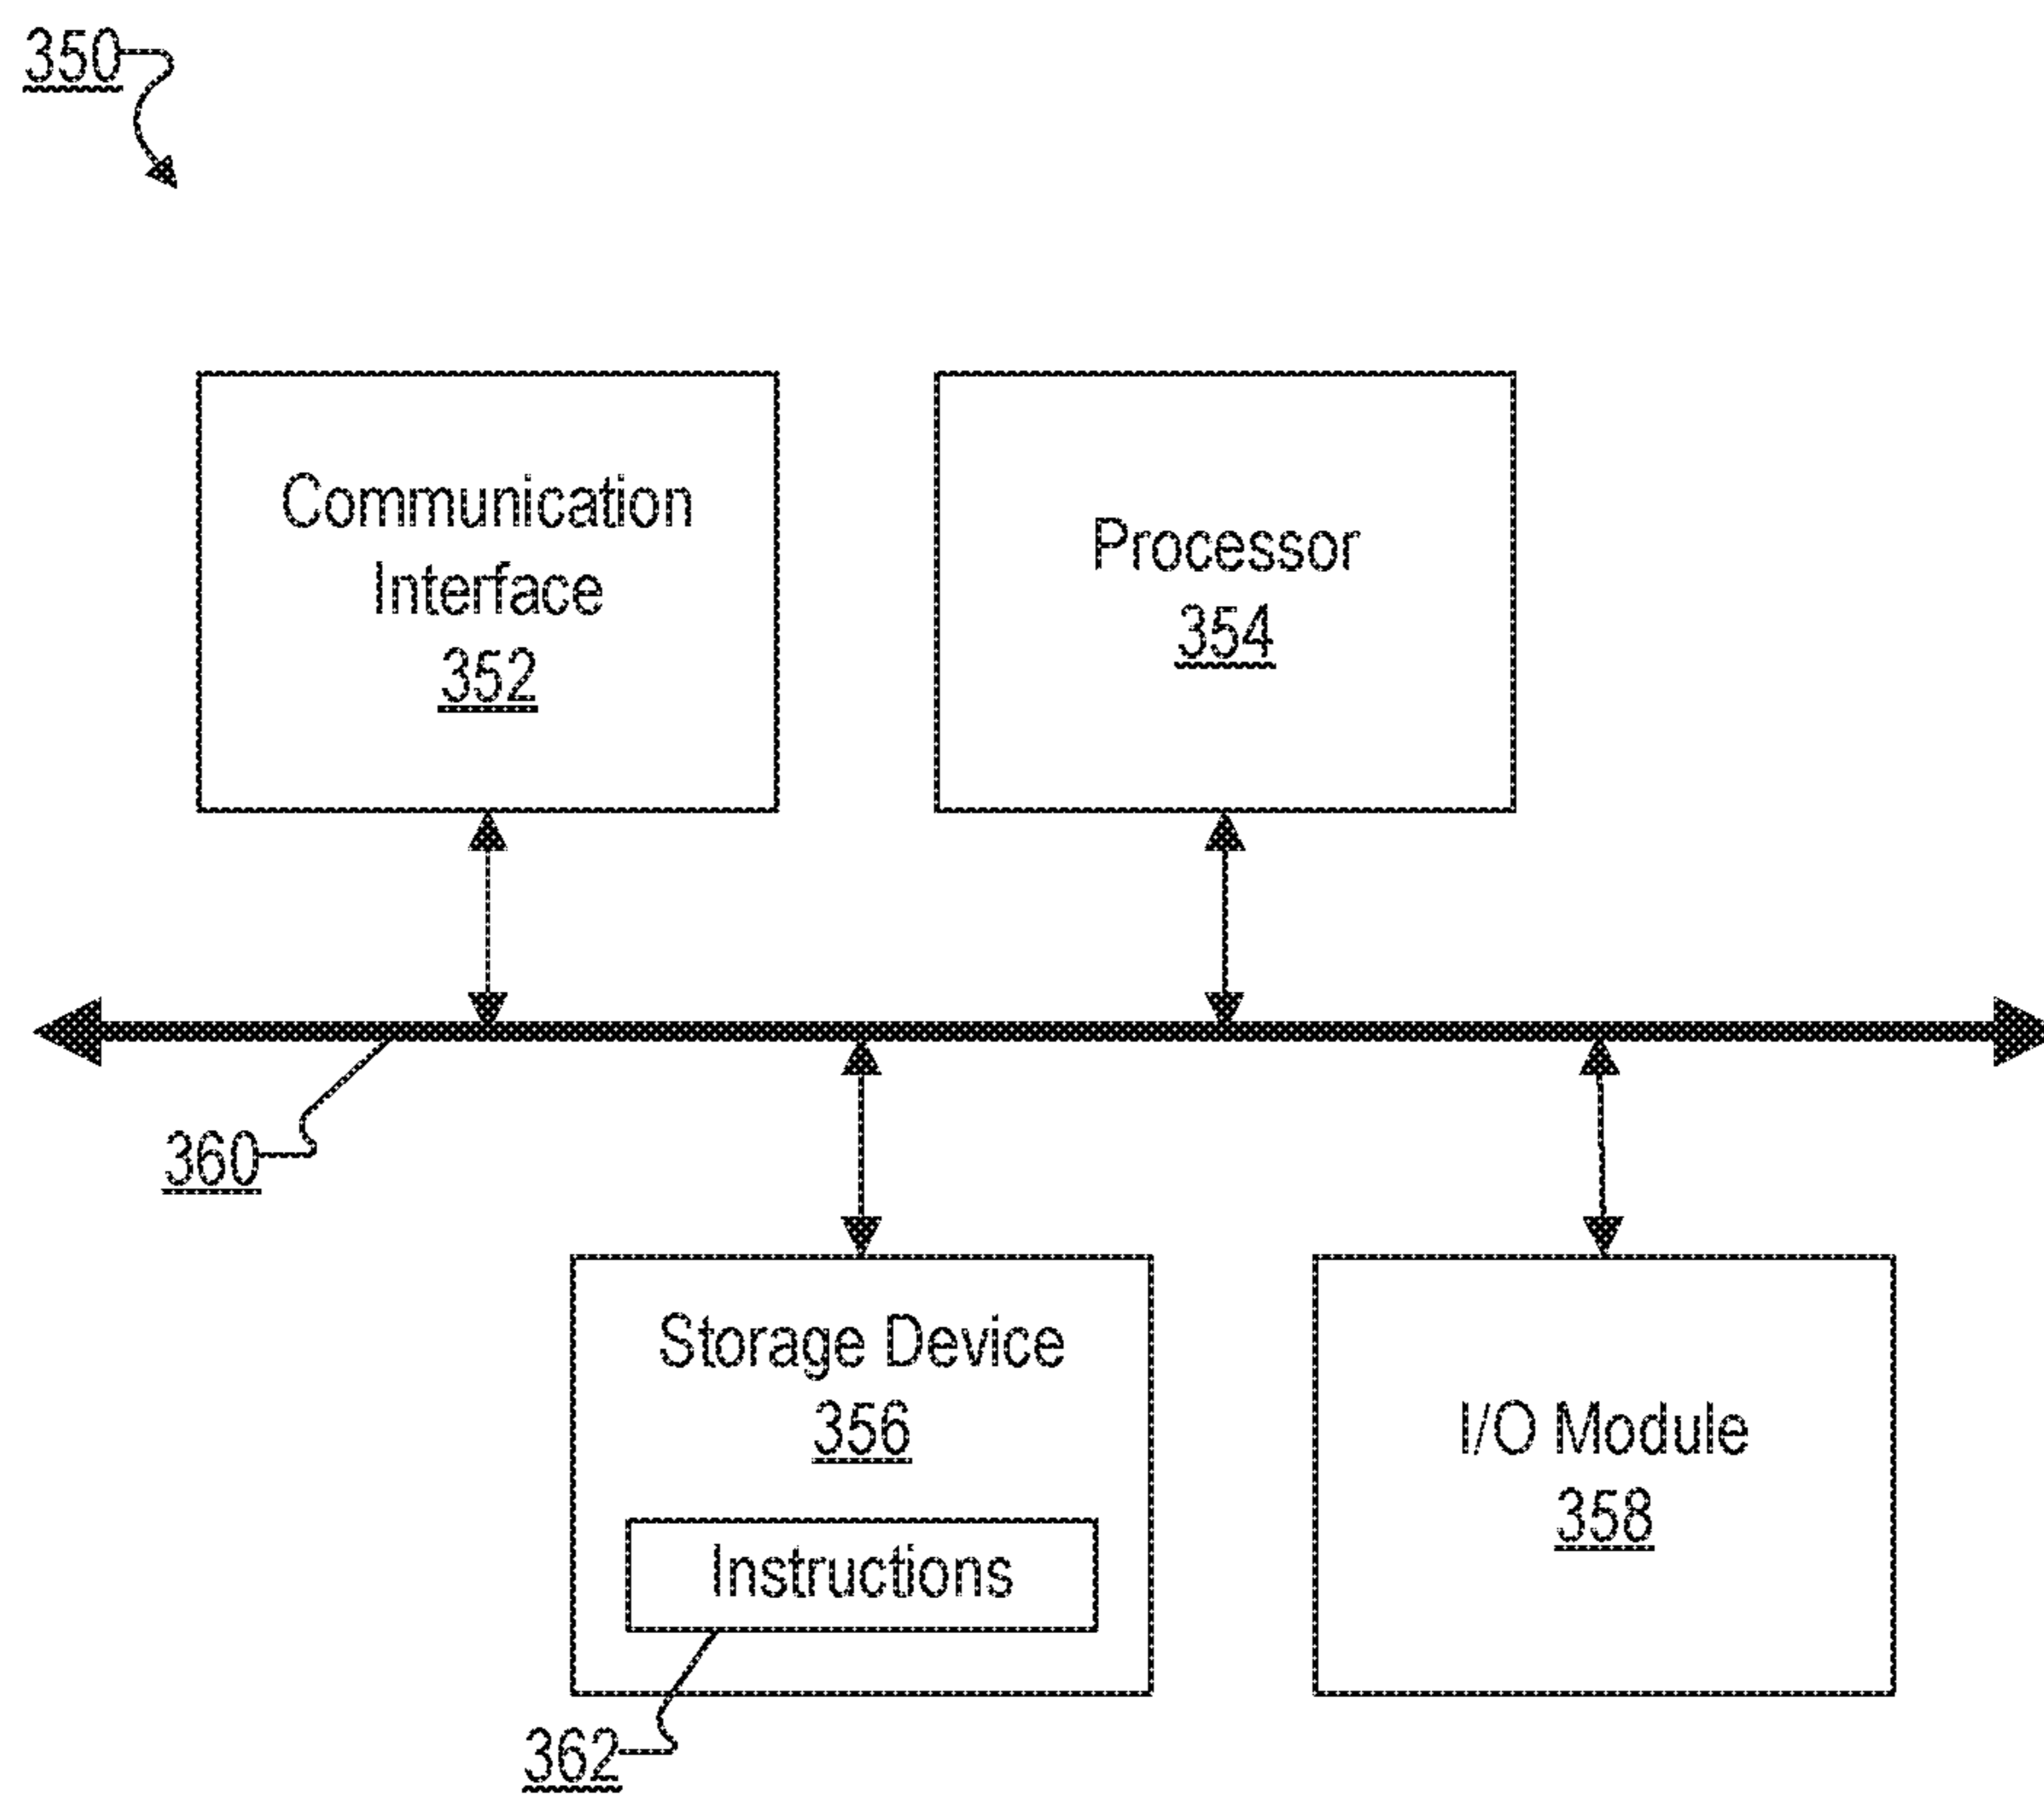 350
Communication
Interface
352
Processor
354
360
Storage Device
356
Instructions
362
I/O Module
358